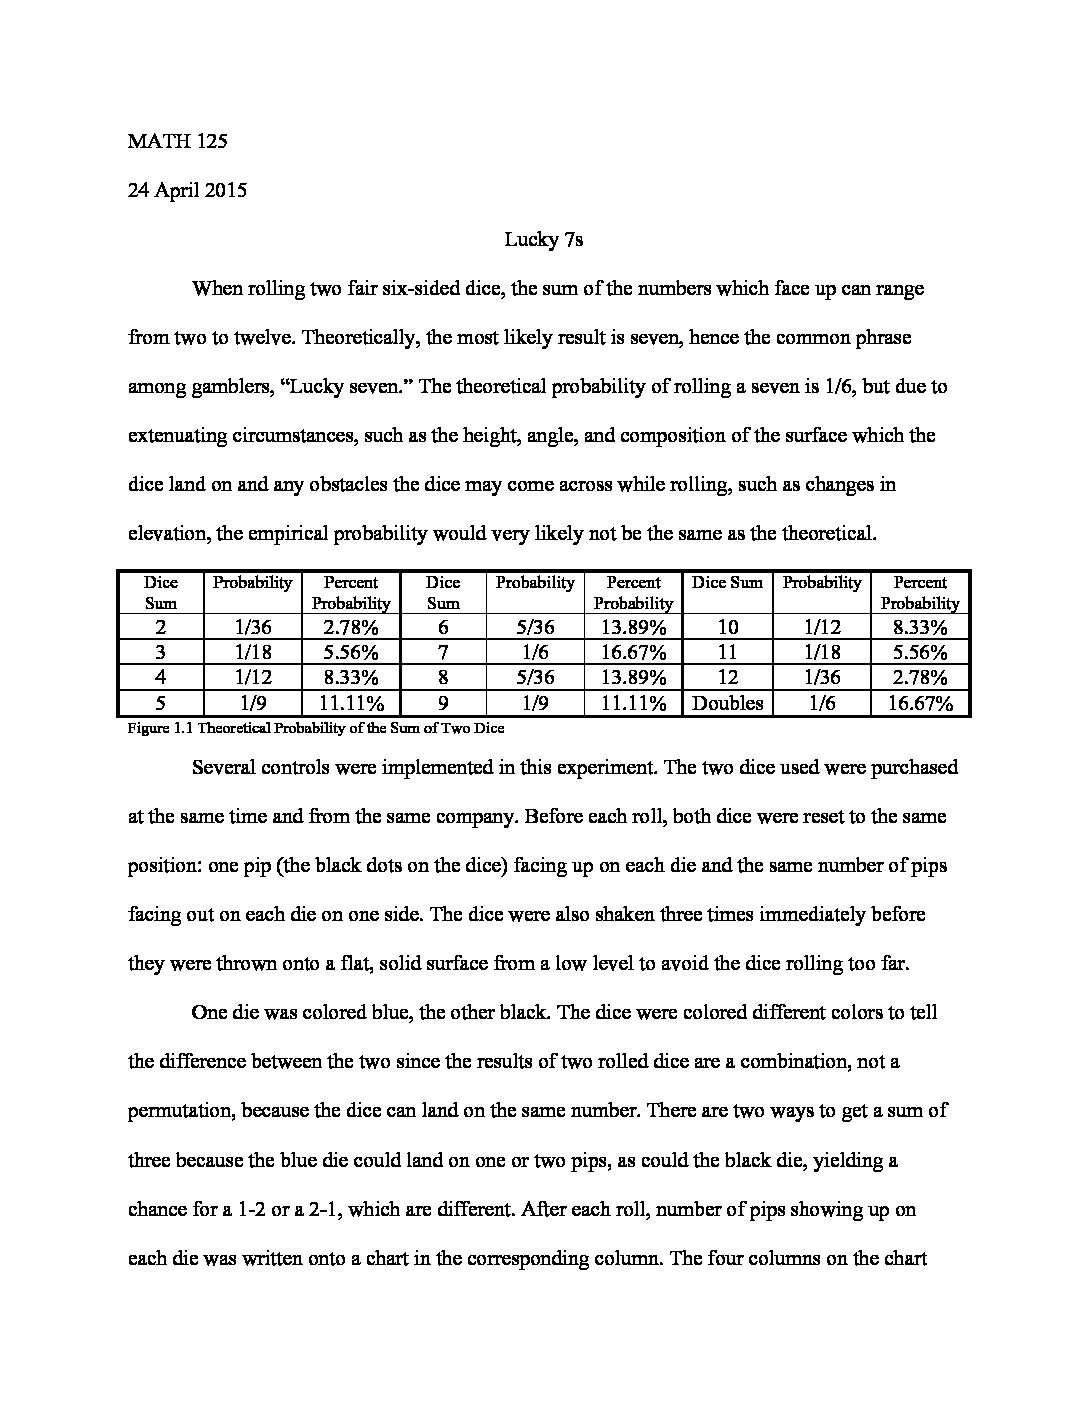 MATH 125
24 April 2015
Lucky 7s
When rolling two fair six-sided dice, the sum of the numbers which face up can range
from two to twelve. Theoretically, the most likely result is seven, hence the common phrase
among gamblers, “Lucky seven.” The theoretical probability of rolling a seven is 1/6, but due to
extenuating circumstances, such as the height, angle, and composition of the surface which the
dice land on and any obstacles the dice may come across while rolling, such as changes in
elevation, the empirical probability would very likely not be the same as the theoretical.
Dice Sum Probability Percent Probability Dice Sum Probability Percent Probability Dice Sum Probability Percent Probability
2 1/36 2.78% 6 5/36 13.89% 10 1/12 8.33%
3 1/18 5.56% 7 1/6 16.67% 11 1/18 5.56%
4 1/12 8.33% 8 5/36 13.89% 12 1/36 2.78%
5 1/9 11.11% 9 1/9 11.11% Doubles 1/6 16.67%
Figure 1.1 Theoretical Probability of the Sum of Two Dice
Several controls were implemented in this experiment. The two dice used were purchased
at the same time and from the same company. Before each roll, both dice were reset to the same
position: one pip (the black dots on the dice) facing up on each die and the same number of pips
facing out on each die on one side. The dice were also shaken three times immediately before
they were thrown onto a flat, solid surface from a low level to avoid the dice rolling too far.
One die was colored blue, the other black. The dice were colored different colors to tell
the difference between the two since the results of two rolled dice are a combination, not a
permutation, because the dice can land on the same number. There are two ways to get a sum of
three because the blue die could land on one or two pips, as could the black die, yielding a
chance for a 1-2 or a 2-1, which are different. After each roll, number of pips showing up on
each die was written onto a chart in the corresponding column. The four columns on the chart